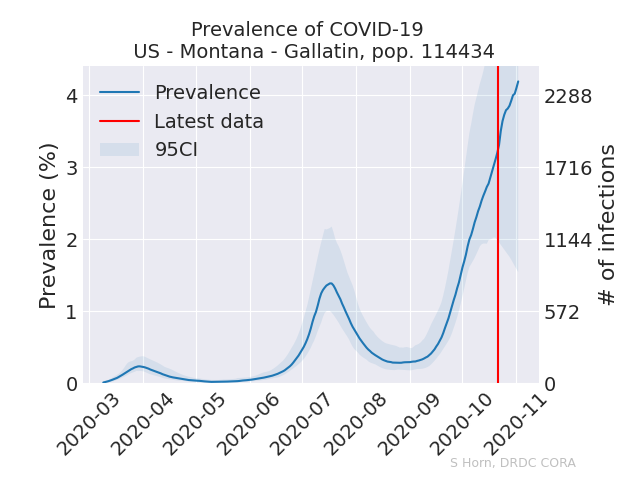 Prevalence of COVID-19
US - Montana - Gallatin, pop. 114434
Prevalence
Latest data
95CI
Prevalence (%)
4
3
2
1
0
2288
1716
1144
572
0
# of infections
2020-03
2020-04
2020-05
2020-06
2020-07
2020-08
2020-09
2020-10
2020-11
S Horn, DRDC CORA